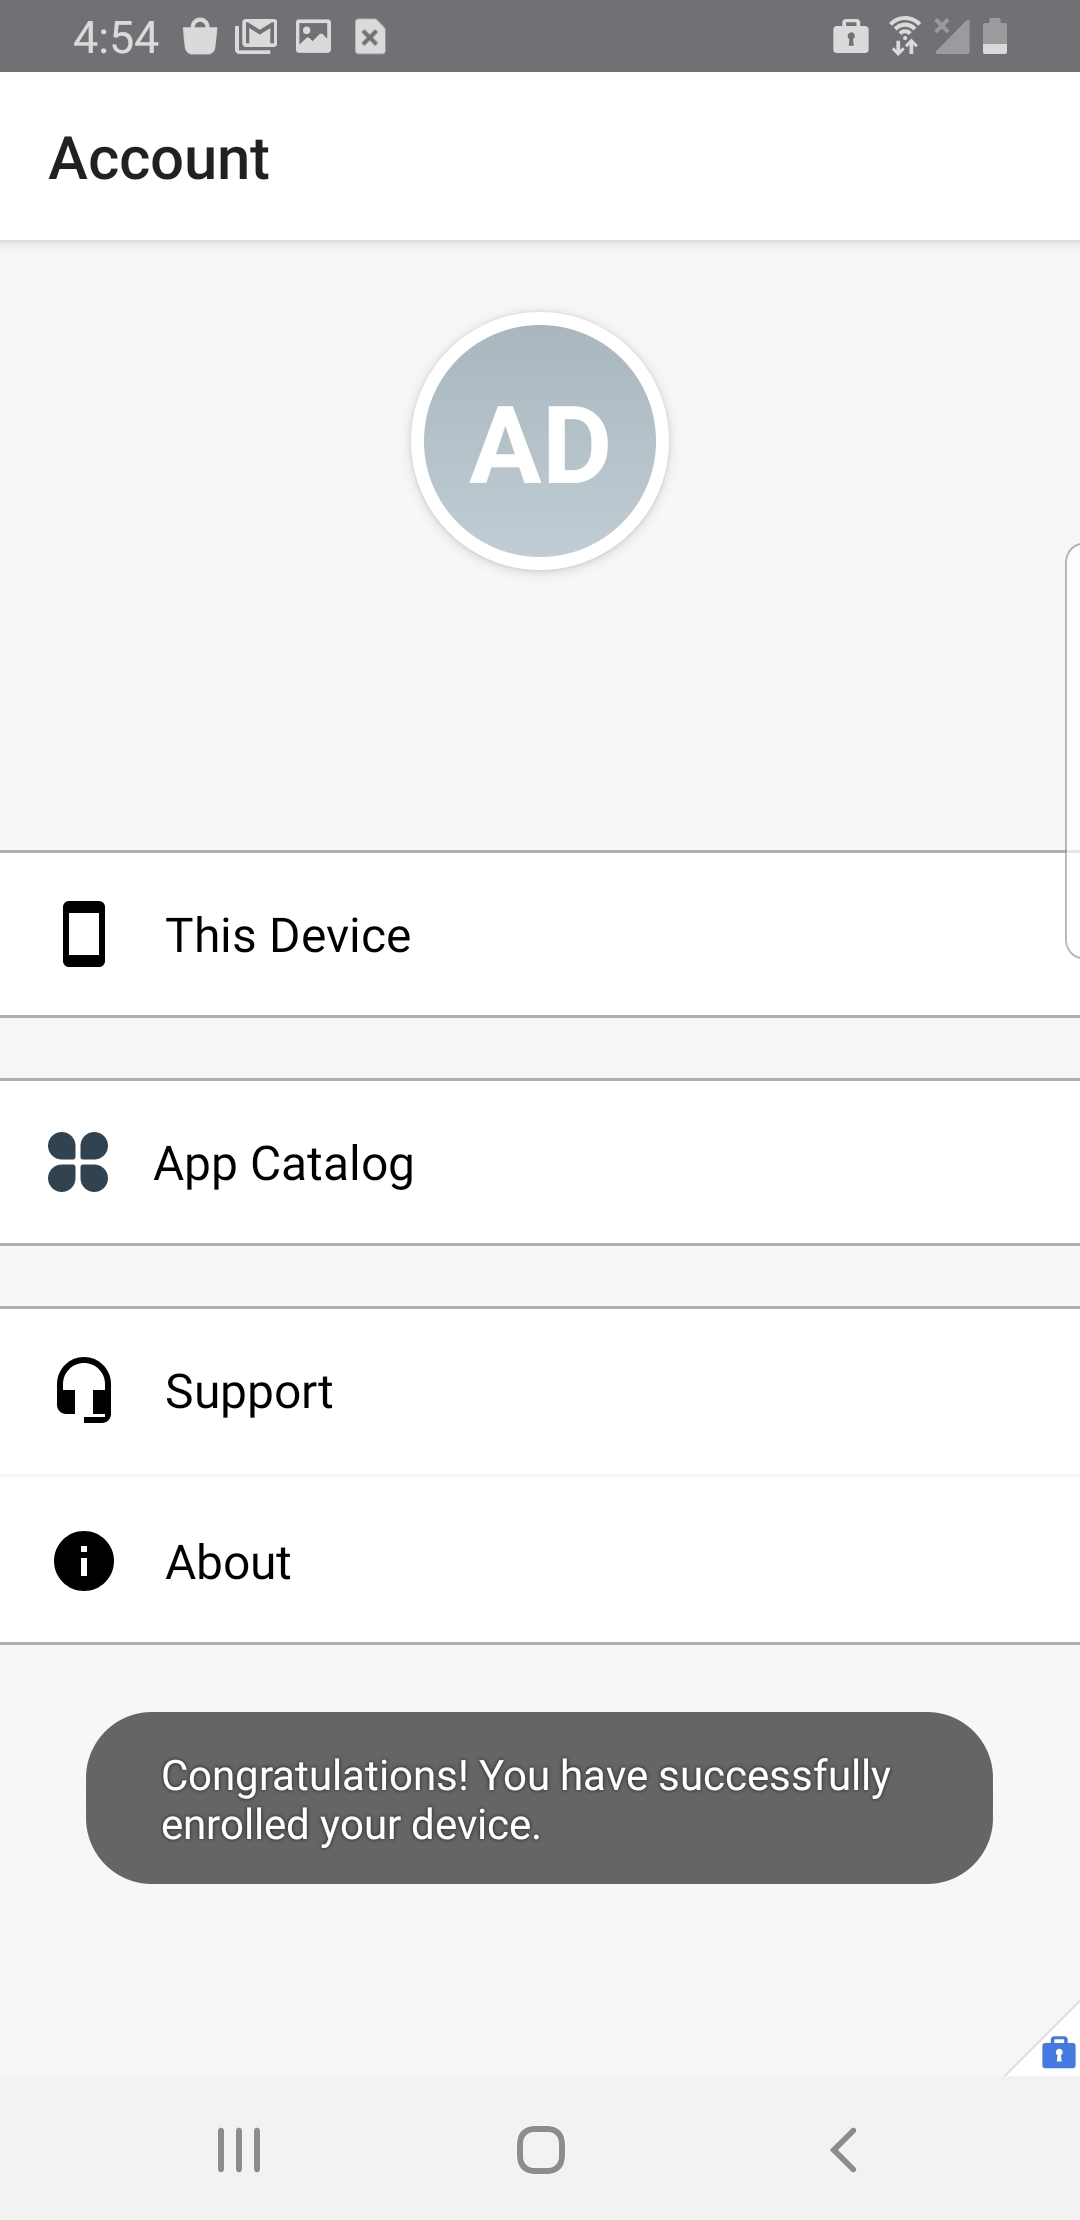 4:54
Account
AD
This Device
App Catalog
Support
About
Congratulations! You have successfully
enrolled your device.